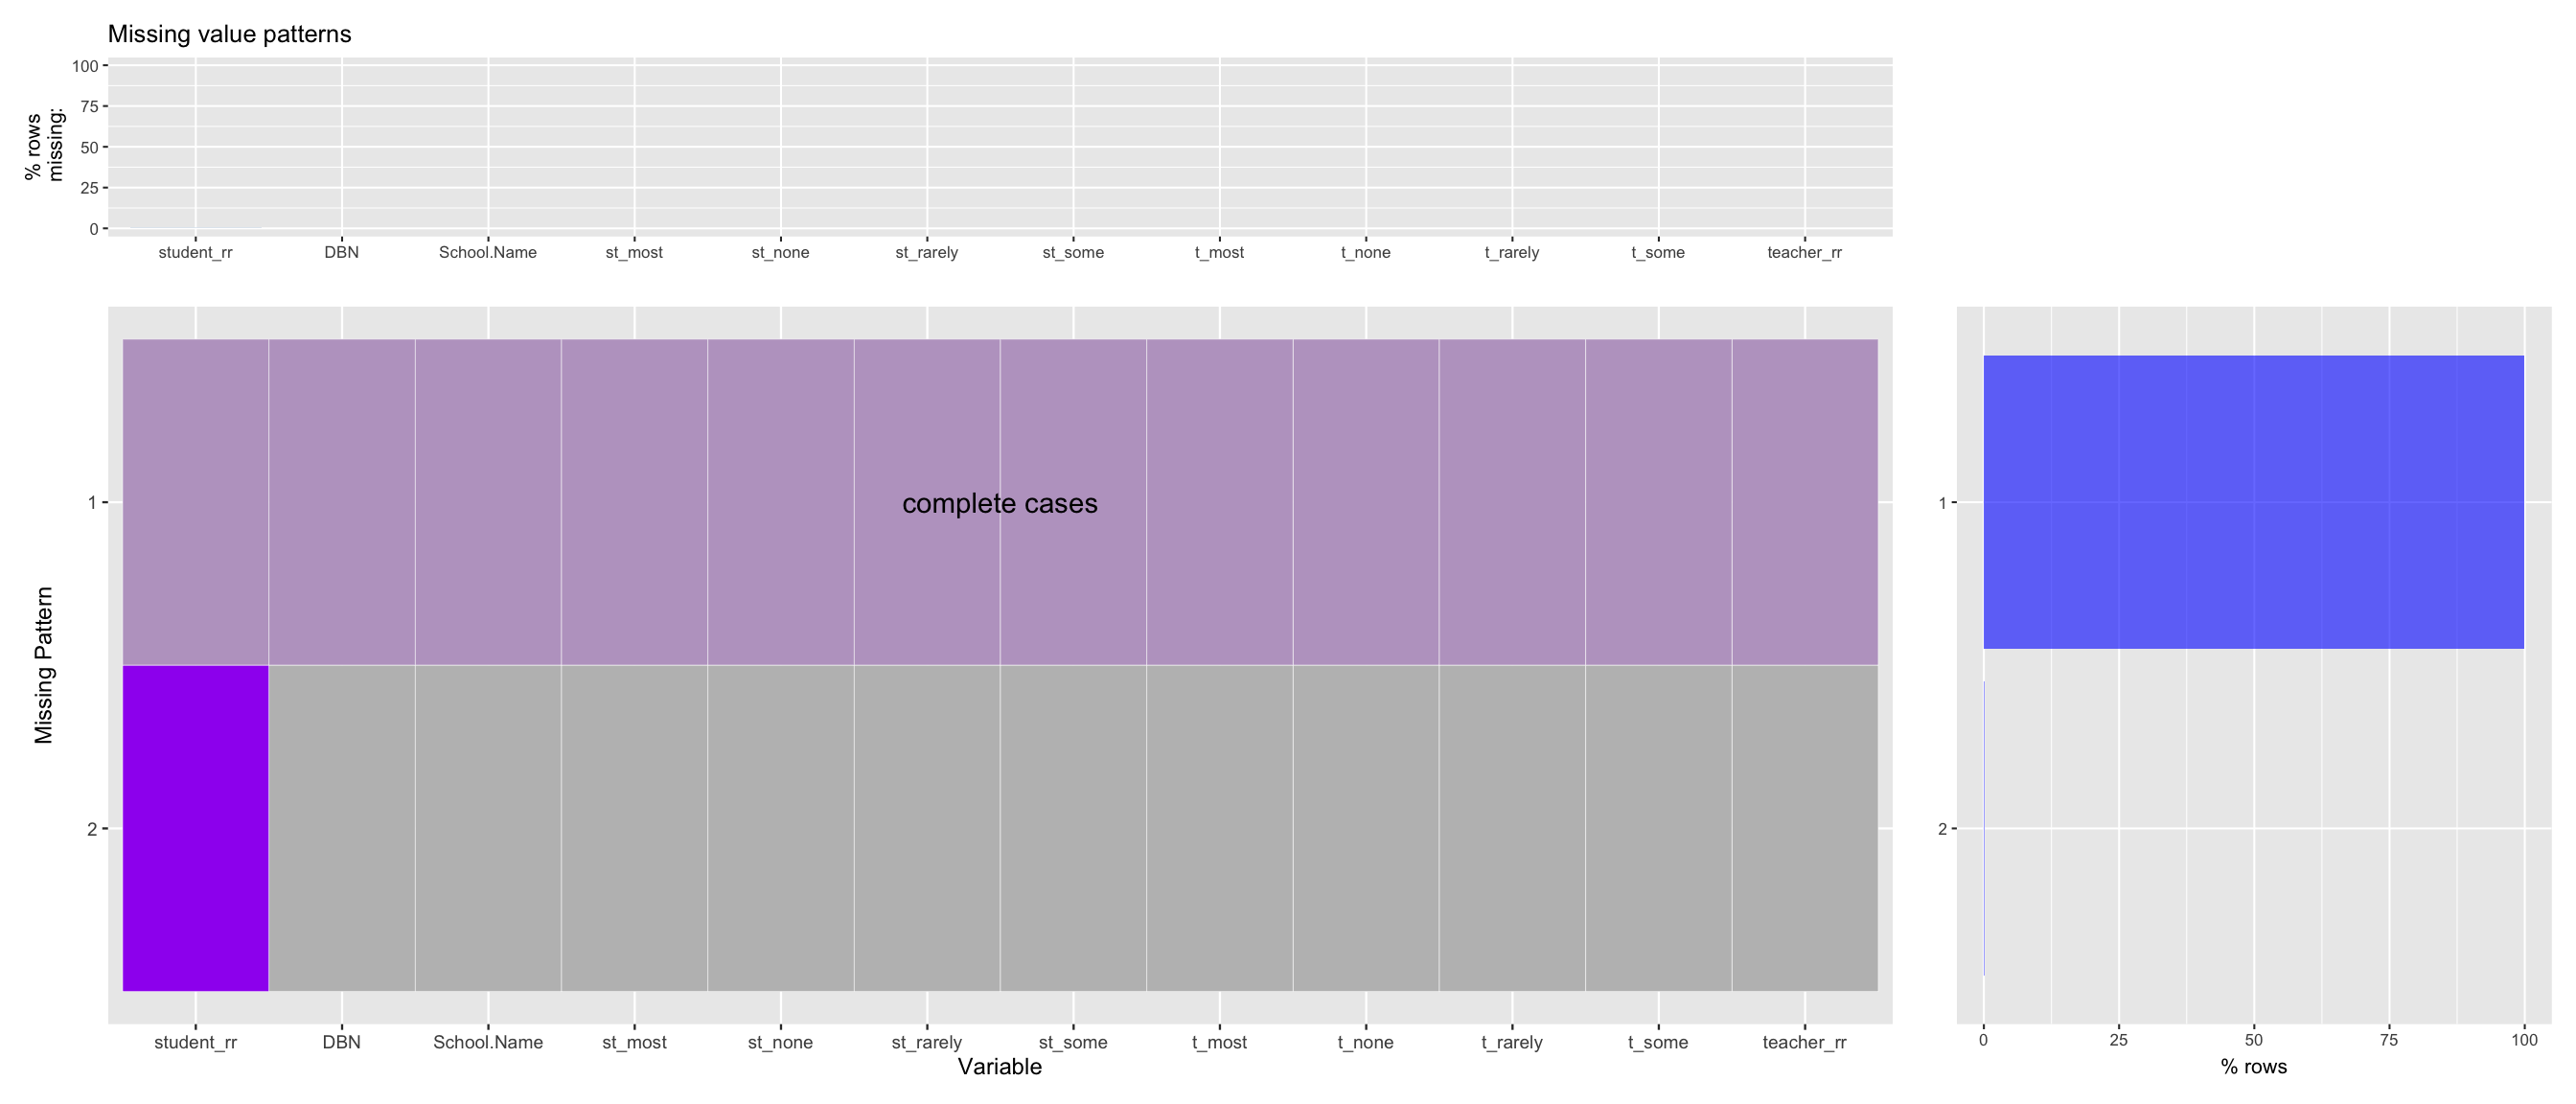 Missing value patterns
% rows
missing:
100
75
50
25
0
student_rr DBN School.Name st_most st_none st_rarely st_some t_most t_none t_rarely t_some teacher_rr
Missing Pattern
1
complete cases
2
student_rr DBN School.Name st_most st_none st_rarely st_some t_most t_none t_rarely t_some teacher_rr
Variable
1
2
0 25 50 75 100
% rows